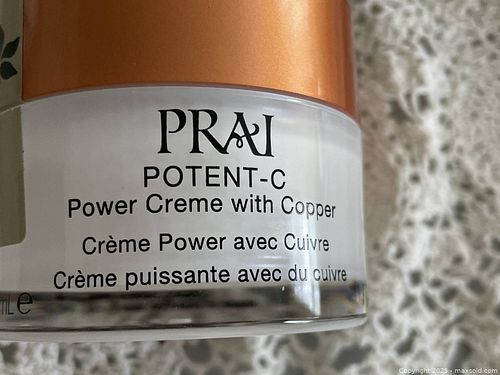 PRAI
POTENT-C
Power Creme with Copper
Crème Power avec Cuivre
Crème puissante avec du cuivre
mL e
Copyright 2025 - maxsold.com